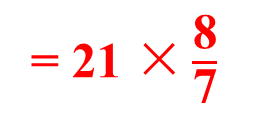 = 21 × 8/7